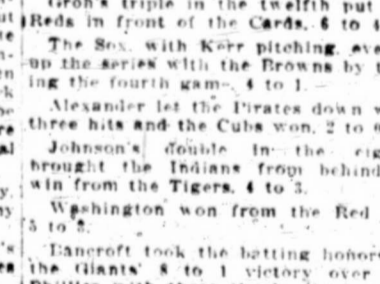 Groh's triple in the twelfth put
Reds in front of the Cards, 6 to 4
The Sox, with Kerr pitching, eve
up the series with the Browns by t
ing the fourth gam-, 4 to 1.
Alexander let the Pirates down w
three hits and the Cubs won, 2 to 0
Johnson's double in the eig
brought the Indians from behind
win from the Tigers, 4 to 3.
Washington won from the Red
5 to
Bancroft took the batting honors
the Giants' 8 to 1 victory over